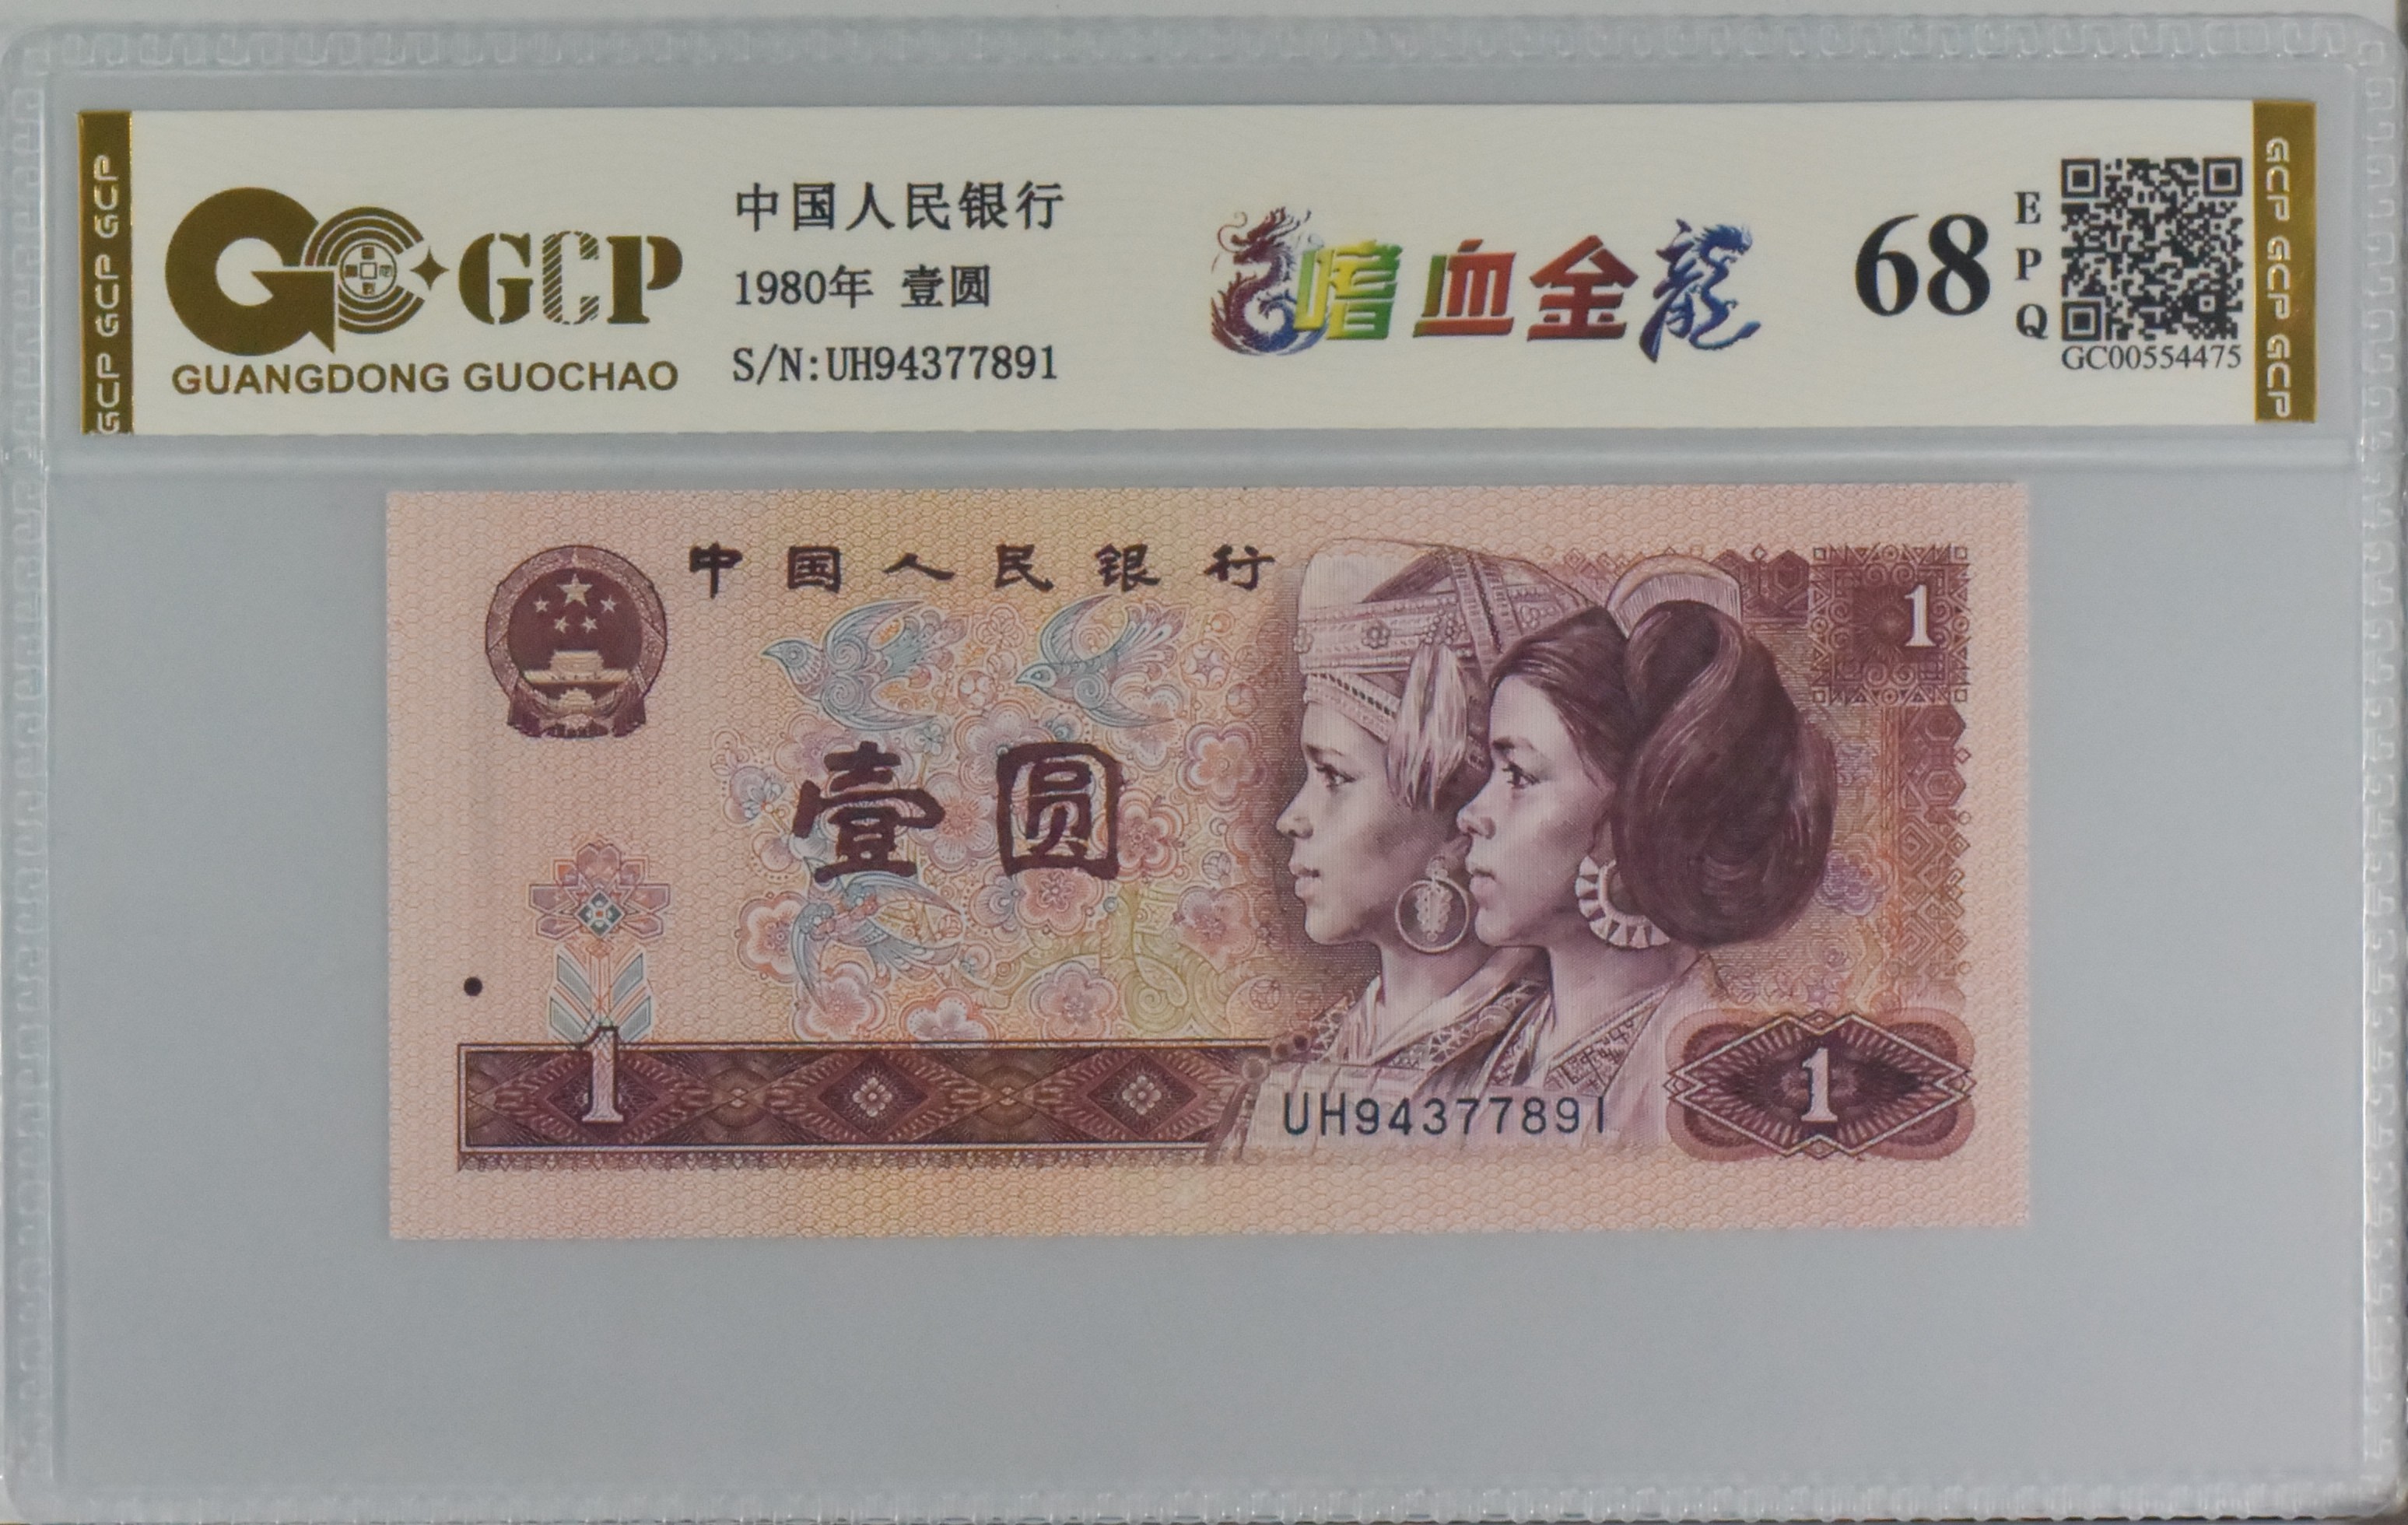 GCP GCP GCP
GCP
GUANGDONG GUOCHAO
中国人民银行
1980年 壹圆
S/N:UH94377891
嗜血金龍
68
EPQ
GC00554475
GCP GCP GCP
中国人民银行
1
壹圆
1
UH94377891
1